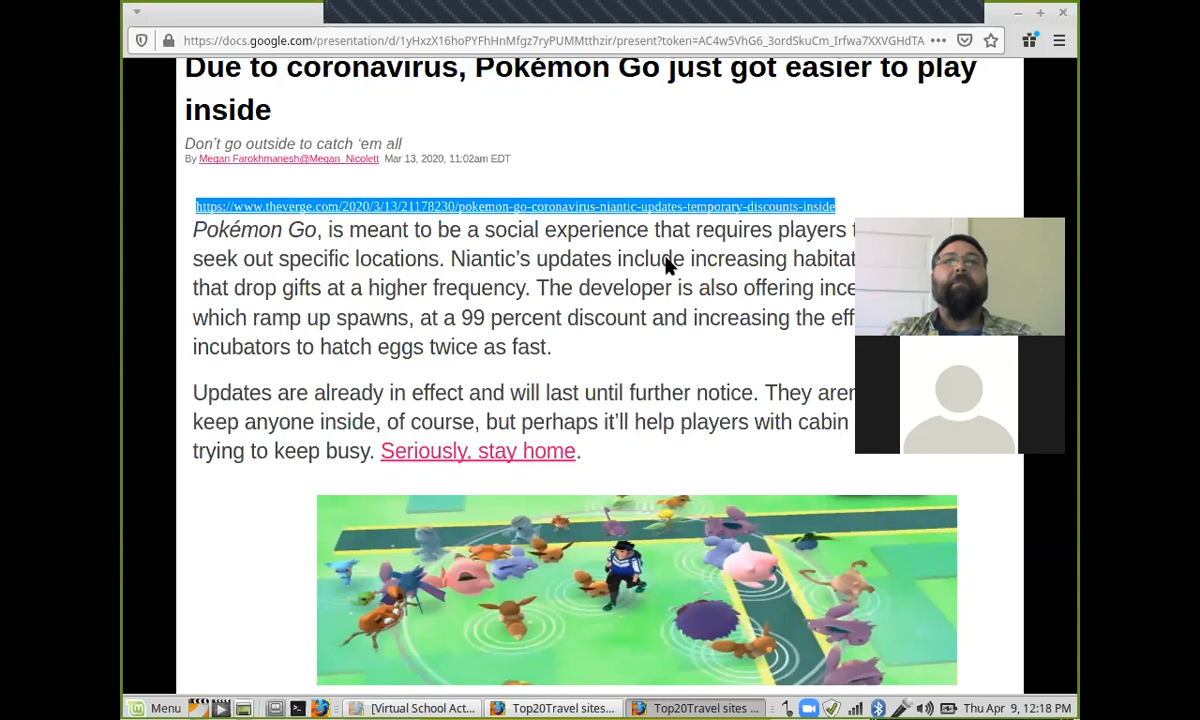 https://docs.google.com/presentation/d/1yHxzX16hoPYFhHnMfgz7ryPUMMtthzir/present?token=AC4w5VhG6_3ordSkuCm_Irfwa7XXVGHdTA
Due to coronavirus, Pokémon Go just got easier to play
inside
Don't go outside to catch 'em all
By Megan Farokhmanesh@Megan_Nicolett Mar 13, 2020, 11:02am EDT
https://www.theverge.com/2020/3/13/21178230/pokemon-go-coronavirus-niantic-updates-temporary-discounts-inside
Pokémon Go, is meant to be a social experience that requires players
seek out specific locations. Niantic's updates include increasing habitat
that drop gifts at a higher frequency. The developer is also offering ince
which ramp up spawns, at a 99 percent discount and increasing the eff
incubators to hatch eggs twice as fast.
Updates are already in effect and will last until further notice. They aren
keep anyone inside, of course, but perhaps it'll help players with cabin
trying to keep busy. Seriously, stay home.
Menu [Virtual School Act... Top20Travel sites... Top20Travel sites ... Thu Apr 9, 12:18 PM